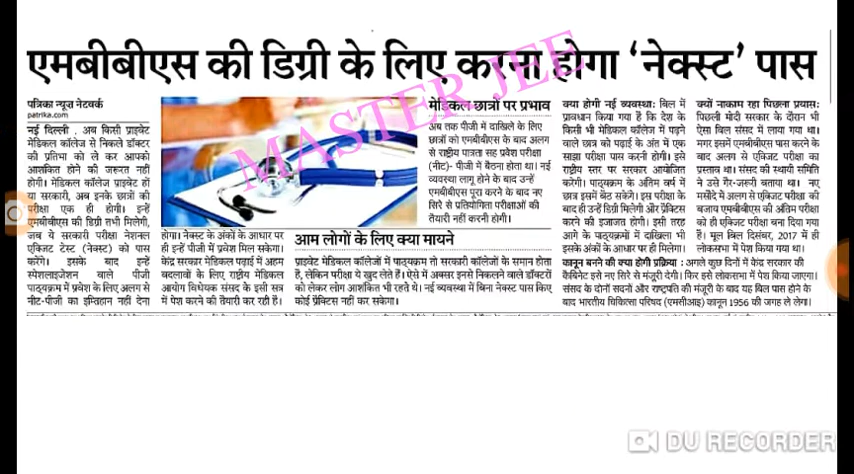 एमबीबीएस की डिग्री के लिए करना होगा 'नेक्स्ट' पास
MASTER JEE
पत्रिका न्यूज नेटवर्क
patrika.com
नई दिल्ली . अब किसी प्राइवेट
मेडिकल कॉलेज से निकले डॉक्टर
की प्रतिभा को ले कर आपको
आशंकित होने की जरूरत नहीं
होगी। मेडिकल कॉलेज प्राइवेट हों
या सरकारी, अब इनके छात्रों की
परीक्षा एक ही होगी। इन्हें
एमबीबीएस की डिग्री तभी मिलेगी,
जब ये सरकारी परीक्षा नेशनल
एक्जिट टेस्ट (नेक्स्ट) को पास
करेंगे। इसके बाद इन्हें
स्पेशलाइजेशन वाले पीजी
पाठ्यक्रम में प्रवेश के लिए अलग से
नीट-पीजी का इम्तिहान नहीं देना
होगा। नेक्स्ट के अंकों के आधार पर
ही इन्हें पीजी में प्रवेश मिल सकेगा।
केंद्र सरकार मेडिकल पढ़ाई में अहम
बदलावों के लिए राष्ट्रीय मेडिकल
आयोग विधेयक संसद के इसी सत्र
में पेश करने की तैयारी कर रही है।
मेडिकल छात्रों पर प्रभाव
अब तक पीजी में दाखिले के लिए
छात्रों को एमबीबीएस के बाद अलग
से राष्ट्रीय पात्रता सह प्रवेश परीक्षा
(नीट)- पीजी में बैठना होता था। नई
व्यवस्था लागू होने के बाद उन्हें
एमबीबीएस पूरा करने के बाद नए
सिरे से प्रतियोगिता परीक्षाओं की
तैयारी नहीं करनी होगी।
आम लोगों के लिए क्या मायने
प्राइवेट मेडिकल कॉलेजों में पाठ्यक्रम तो सरकारी कॉलेजों के समान होता
है, लेकिन परीक्षा ये खुद लेते हैं। ऐसे में अक्सर इनसे निकलने वाले डॉक्टरों
को लेकर लोग आशंकित भी रहते थे। नई व्यवस्था में बिना नेक्स्ट पास किए
कोई प्रैक्टिस नहीं कर सकेगा।
क्या होगी नई व्यवस्था: बिल में
प्रावधान किया गया है कि देश के
किसी भी मेडिकल कॉलेज में पढ़ने
वाले छात्र को पढ़ाई के अंत में एक
साझा परीक्षा पास करनी होगी। इसे
राष्ट्रीय स्तर पर सरकार आयोजित
करेगी। पाठ्यक्रम के अंतिम वर्ष में
छात्र इसमें बैठ सकेंगे। इस परीक्षा के
बाद ही उन्हें डिग्री मिलेगी और प्रैक्टिस
करने की इजाजत होगी। इसी तरह
आगे के पाठ्यक्रमों में दाखिला भी
इसके अंकों के आधार पर ही मिलेगा।
क्यों नाकाम रहा पिछला प्रयास:
पिछली मोदी सरकार के दौरान भी
ऐसा बिल संसद में लाया गया था।
मगर इसमें एमबीबीएस पास करने के
बाद अलग से एक्जिट परीक्षा का
प्रस्ताव था। संसद की स्थायी समिति
ने उसे गैर-जरूरी बताया था। नए
मसौदे में अलग से एक्जिट परीक्षा की
बजाय एमबीबीएस की अंतिम परीक्षा
को ही एक्जिट परीक्षा बना दिया गया
है। मूल बिल दिसंबर, 2017 में ही
लोकसभा में पेश किया गया था।
कानून बनने की क्या होगी प्रक्रिया: अगले कुछ दिनों में केंद्र सरकार की
कैबिनेट इसे नए सिरे से मंजूरी देगी। फिर इसे लोकसभा में पेश किया जाएगा।
संसद के दोनों सदनों और राष्ट्रपति की मंजूरी के बाद यह बिल पास होने के
बाद भारतीय चिकित्सा परिषद (एमसीआइ) कानून 1956 की जगह ले लेगा।
DU RECORDER